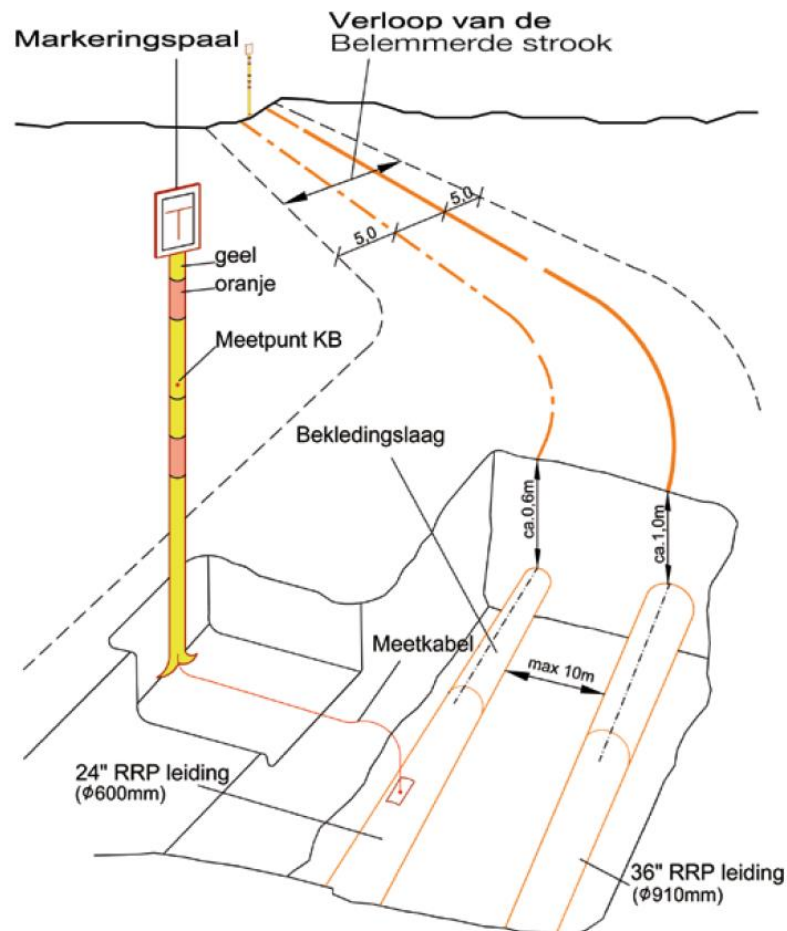 Markeringspaal
Verloop van de
Belemmerde strook
T
5,0
5,0
geel
oranje
Meetpunt KB
Bekledingslaag
ca.0,6m
ca.1,0m
Meetkabel
max 10m
24" RRP leiding
(ϕ600mm)
36" RRP leiding
(ϕ910mm)